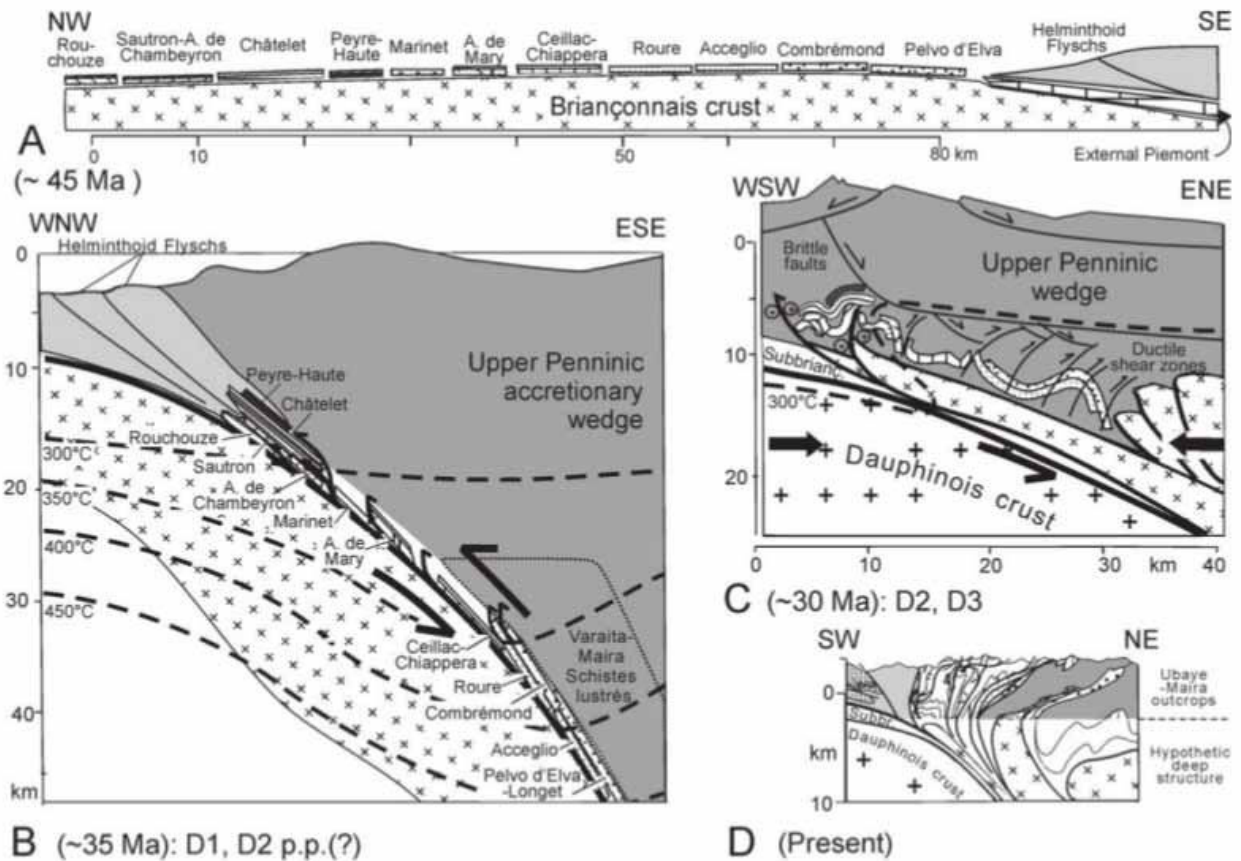 NW
SE
Rou-
chouze
Sautron-A. de
Chambeyron
Châtelet
Peyre-
Haute
Marinet
A. de
Mary
Ceillac-
Chiappera
Roure
Acceglio
Combrémond
Pelvo d'Elva
Helminthoid
Flyschs
Briançonnais crust
A
0
10
50
80 km
External Piemont
(~ 45 Ma )
WNW
ESE
Helminthoid Flyschs
0
10
20
30
40
km
Upper Penninic
accretionary
wedge
Peyre-Haute
Châtelet
Rouchouze
Sautron
A. de
Chambeyron
Marinet
A. de
Mary
300°C
350°C
400°C
450°C
Ceillac-
Chiappera
Roure
Combrémond
Acceglio
Pelvo d'Elva
-Longet
Varaita-
Maira
Schistes
lustrés
B (~35 Ma): D1, D2 p.p.(?)
WSW
ENE
0
10
20
Brittle
faults
Upper Penninic
wedge
Ductile
shear zones
Subbrianç.
300°C
Dauphinois crust
0
10
20
30
km
40
C (~30 Ma): D2, D3
SW
NE
0
km
10
Subbr.
Dauphinois crust
Ubaye
-Maira
outcrops
Hypothetic
deep
structure
D (Present)